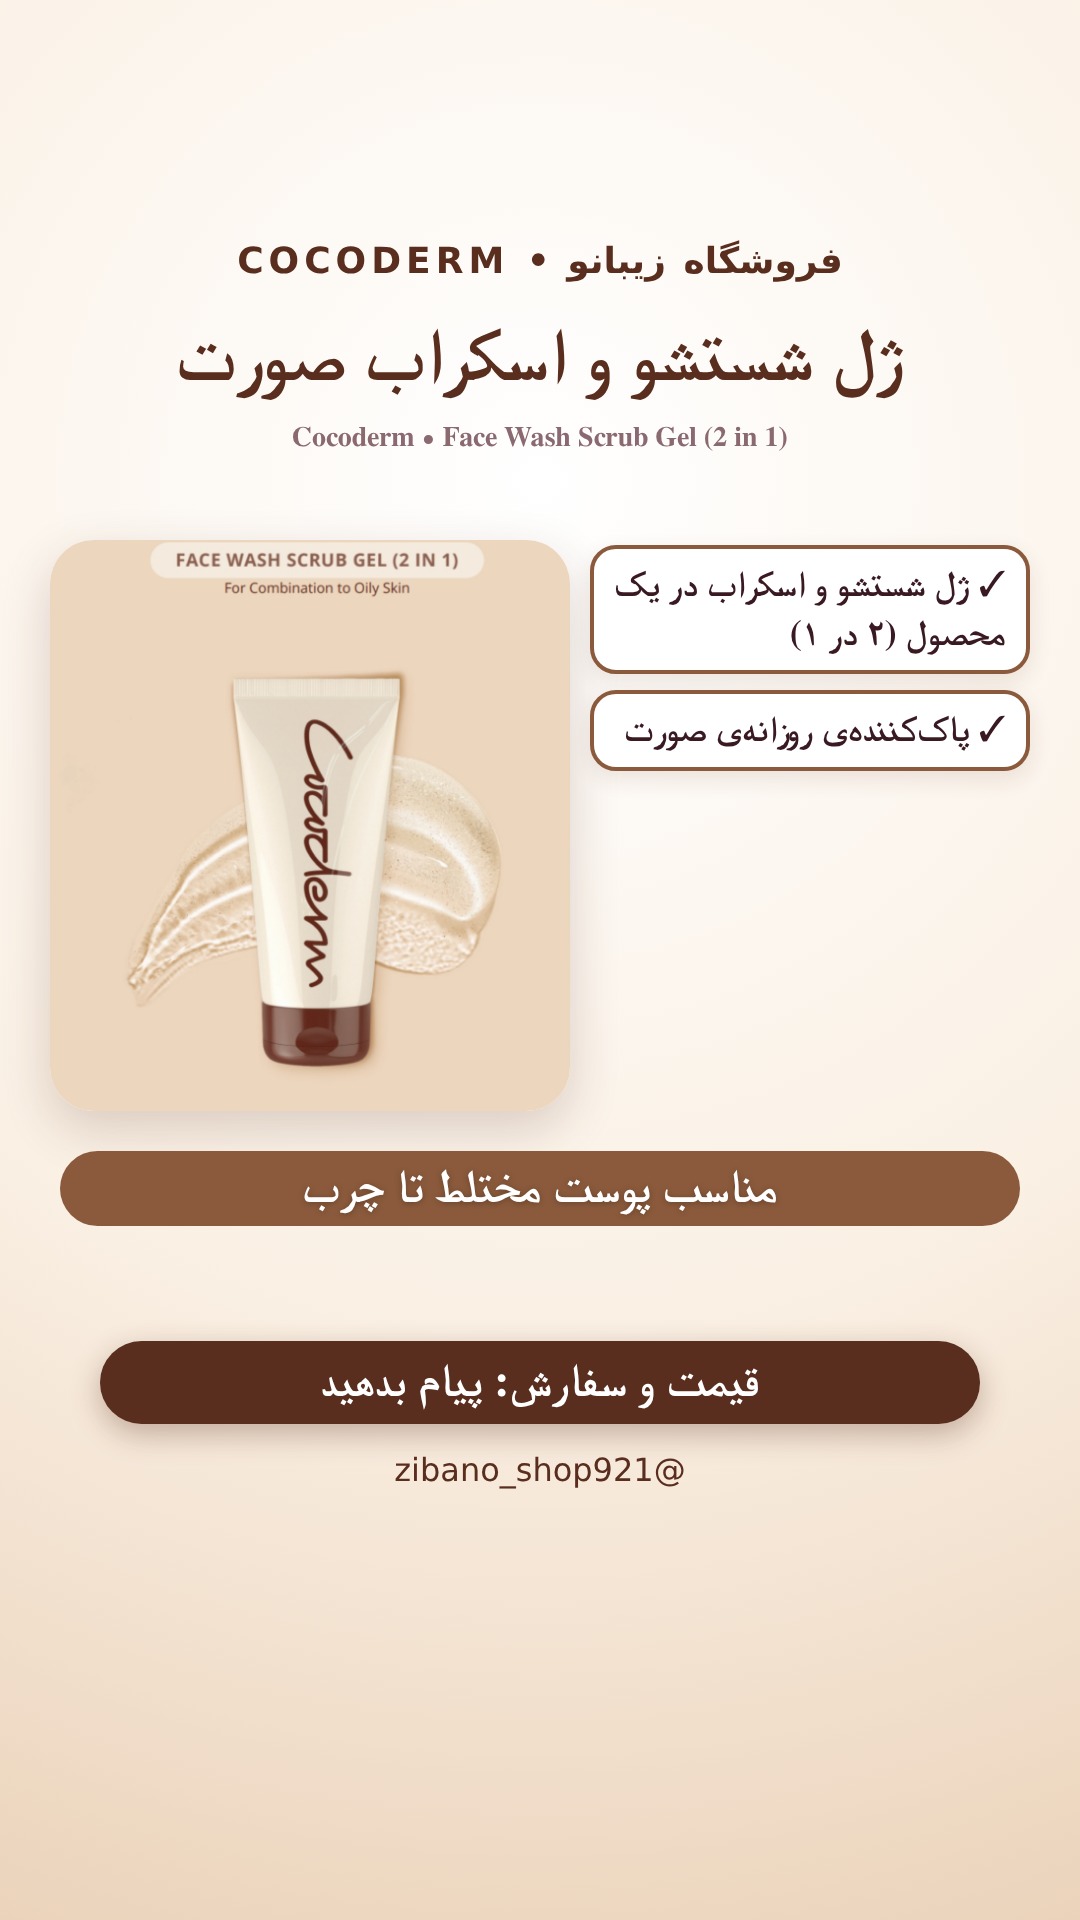 فروشگاه زیبانو • COCODERM
ژل شستشو و اسکراب صورت
Cocoderm • Face Wash Scrub Gel (2 in 1)
FACE WASH SCRUB GEL (2 IN 1)
For Combination to Oily Skin
Cocoderm
✓ ژل شستشو و اسکراب در یک
محصول (۲ در ۱)
✓ پاک‌کننده‌ی روزانه‌ی صورت
مناسب پوست مختلط تا چرب
قیمت و سفارش: پیام بدهید
zibano_shop921@